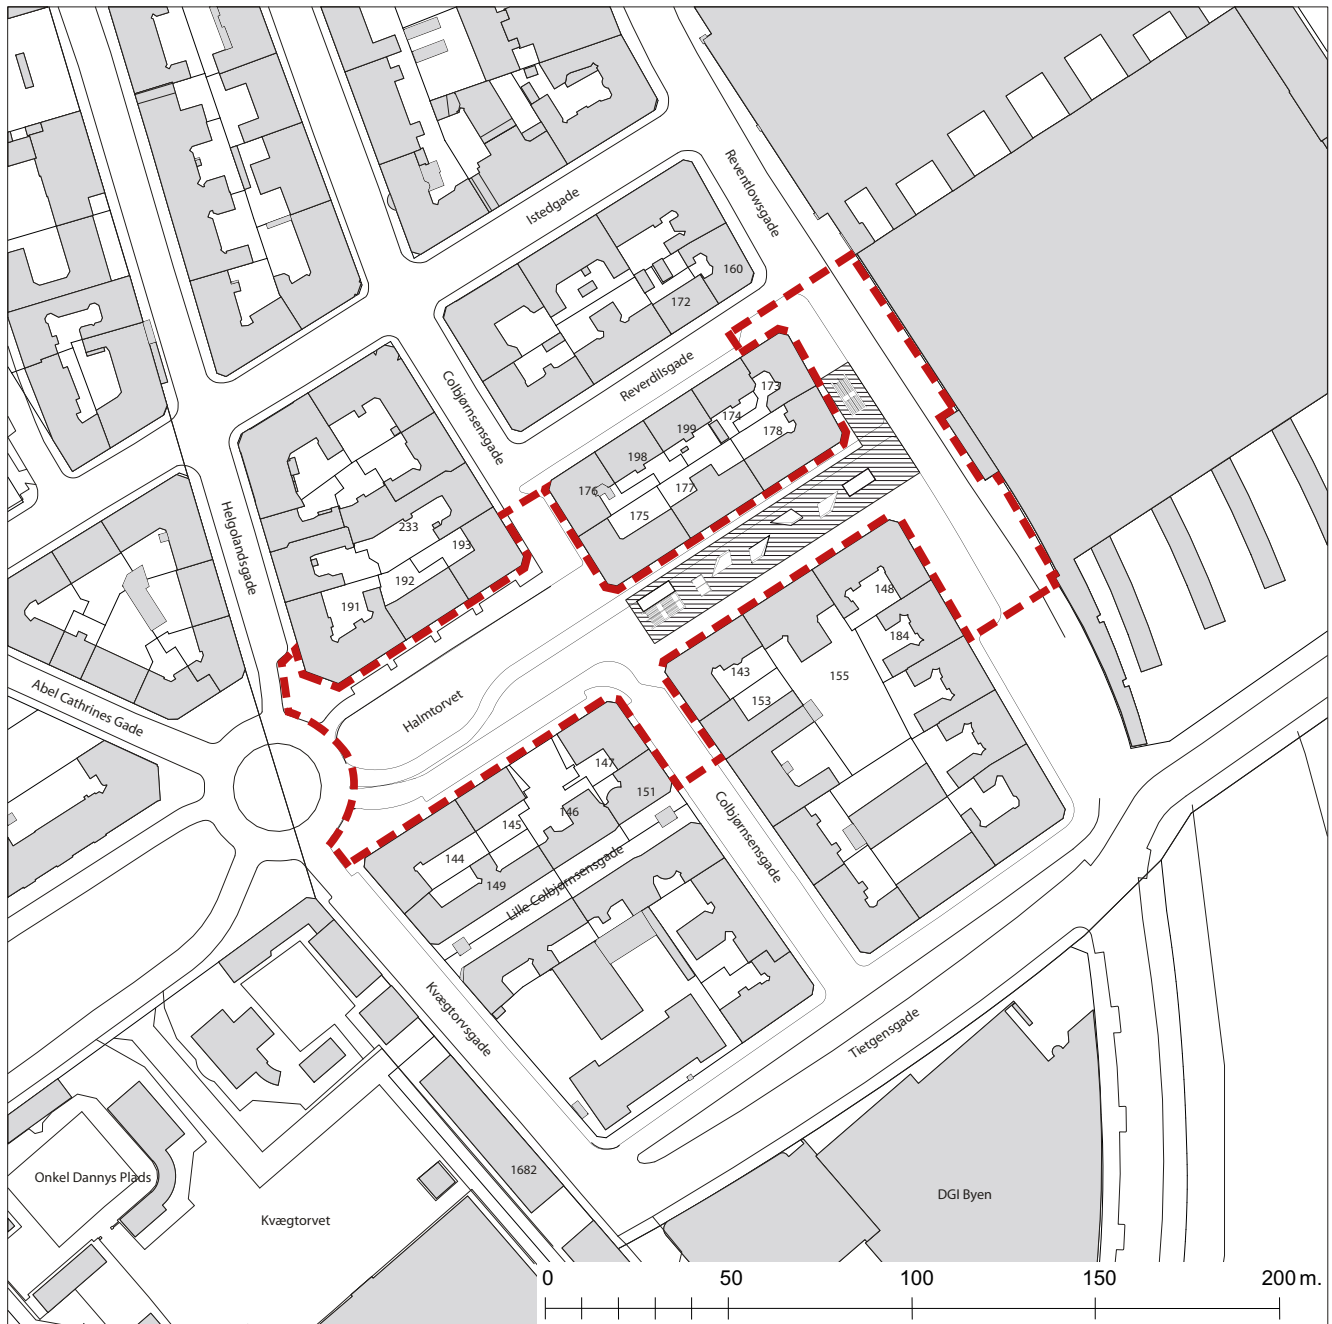 Istedgade
Reventlowsgade
160
172
Reverdilsgade
Colbjørnsensgade
173
174
199
178
198
177
176
175
Helgolandsgade
233
193
192
191
148
184
143
155
153
Abel Cathrines Gade
Halmtorvet
147
151
146
145
144
149
Colbjørnsensgade
Lille Colbjørnsensgade
Kvægtorvsgade
Tietgensgade
1682
Onkel Dannys Plads
Kvægtorvet
DGI Byen
0 50 100 150 200 m.